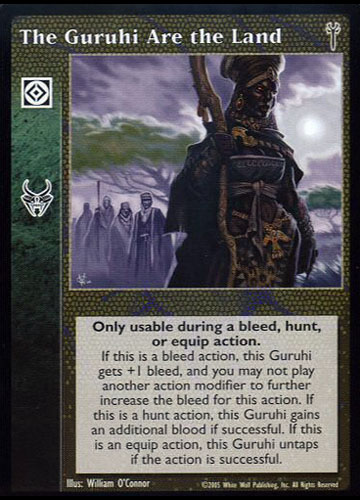 The Guruhi Are the Land
Only usable during a bleed, hunt,
or equip action.
If this is a bleed action, this Guruhi
gets +1 bleed, and you may not play
another action modifier to further
increase the bleed for this action. If
this is a hunt action, this Guruhi gains
an additional blood if successful. If this
is an equip action, this Guruhi untaps
if the action is successful.
Illus: William O'Connor
©2005 White Wolf Publishing, Inc. All Rights Reserved.